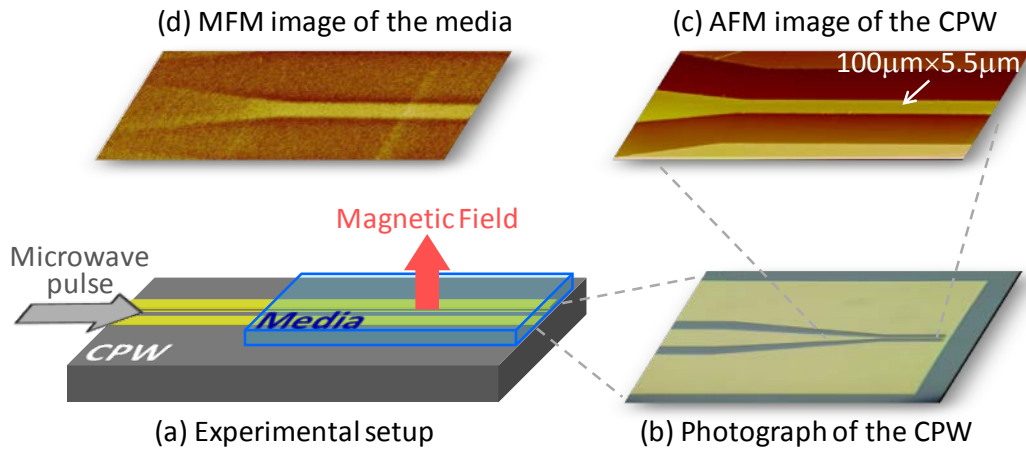 (d) MFM image of the media
(c) AFM image of the CPW
100μm×5.5μm
Magnetic Field
Microwave
pulse
Media
CPW
(a) Experimental setup
(b) Photograph of the CPW